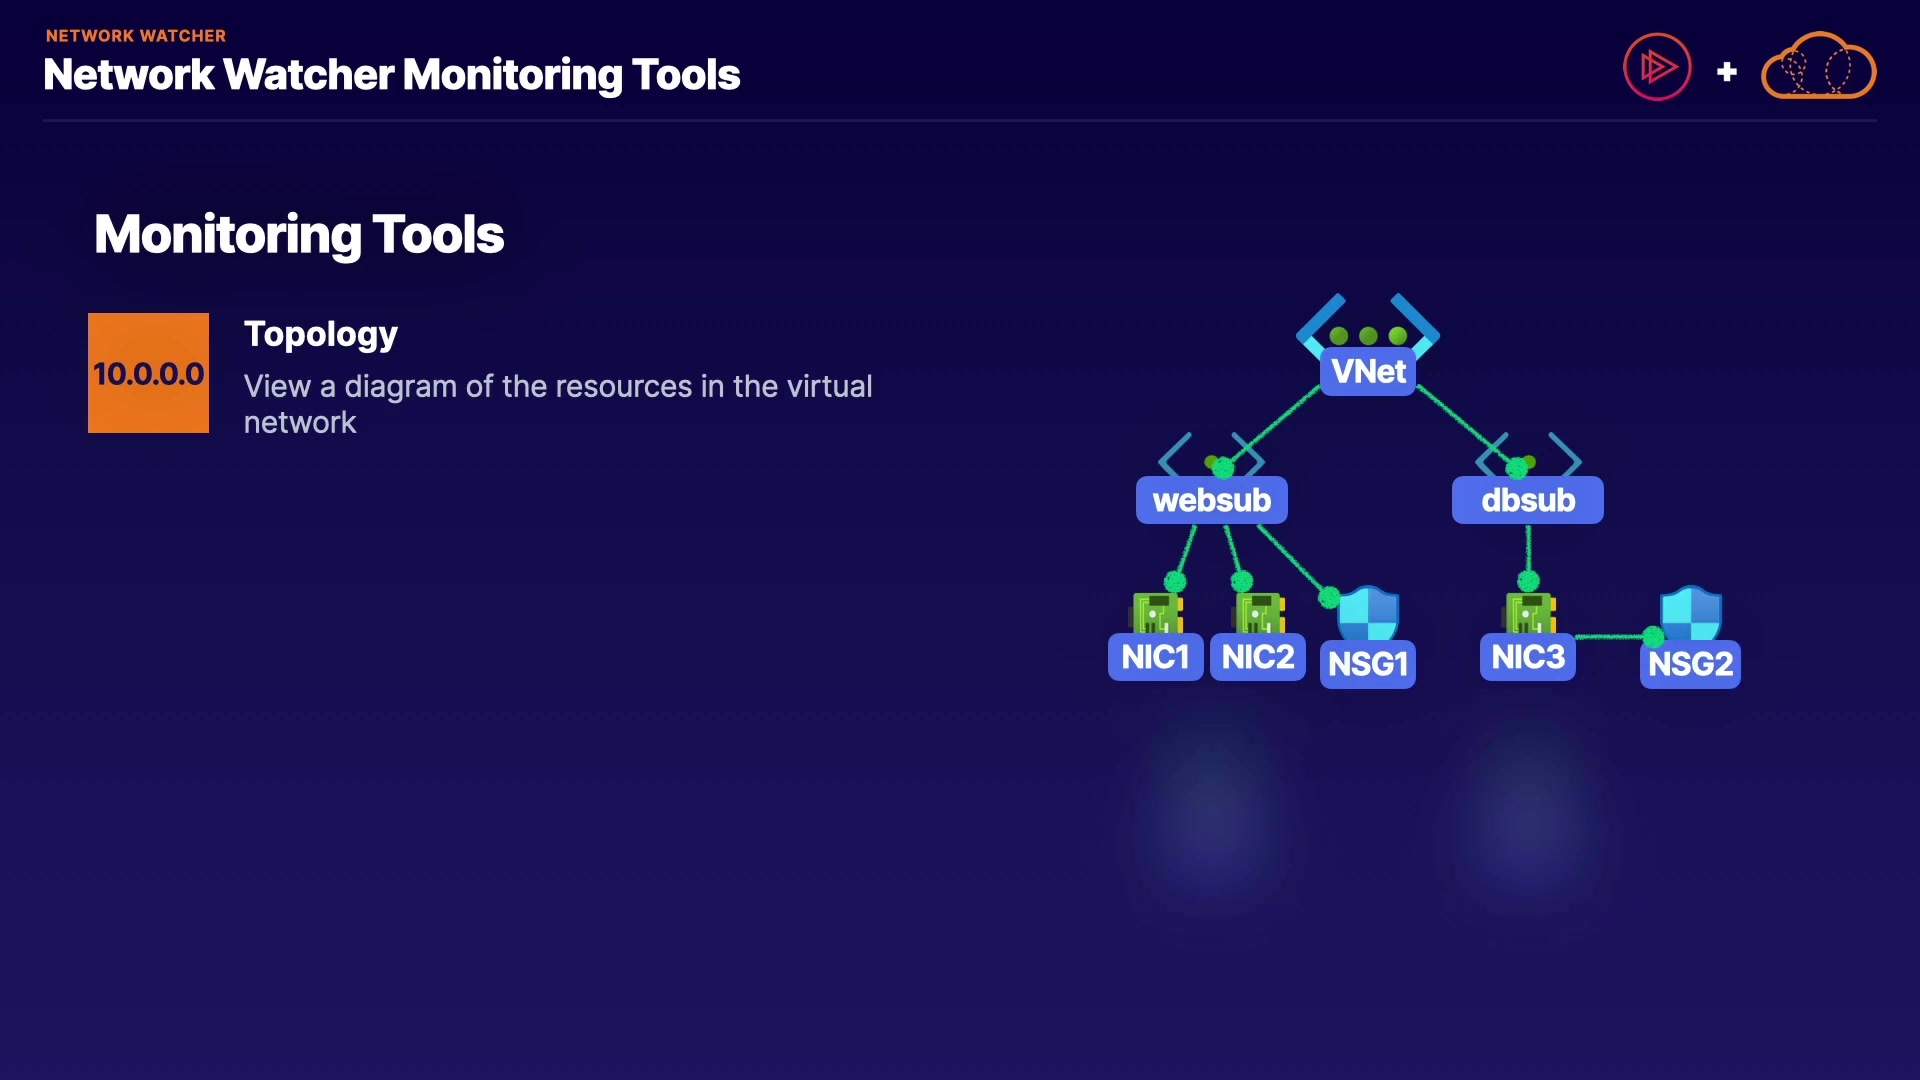 NETWORK WATCHER
Network Watcher Monitoring Tools
Monitoring Tools
10.0.0.0
Topology
View a diagram of the resources in the virtual
network
VNet
websub
dbsub
NIC1
NIC2
NSG1
NIC3
NSG2